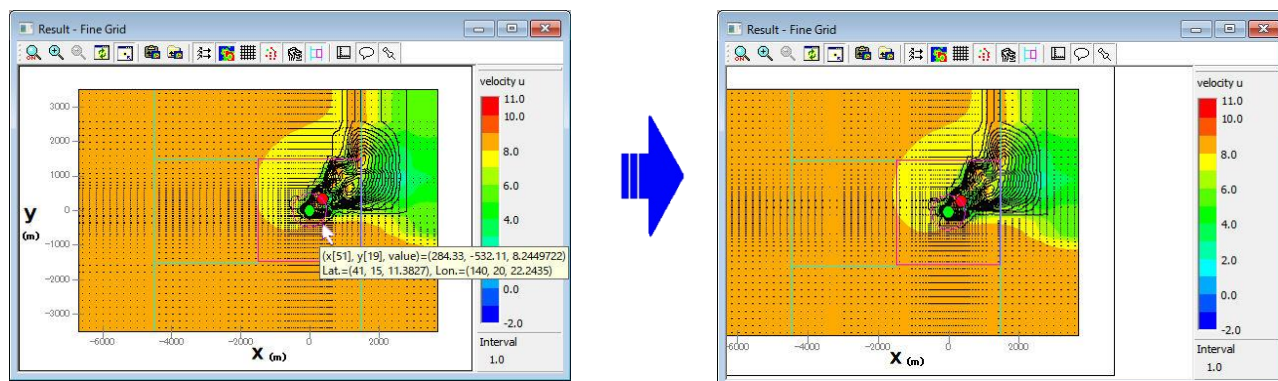 Result - Fine Grid
velocity u
11.0
10.0
8.0
6.0
4.0
0.0
-2.0
Interval
1.0
3000
2000
1000
0
-1000
-2000
-3000
y
(m)
(x[51], y[19], value)=(284.33, -532.11, 8.2449722)
Lat.=(41, 15, 11.3827), Lon.=(140, 20, 22.2435)
-6000
-4000
-2000
0
2000
X (m)
Result - Fine Grid
velocity u
11.0
10.0
8.0
6.0
4.0
2.0
0.0
-2.0
Interval
1.0
-6000
-4000
-2000
0
2000
X (m)